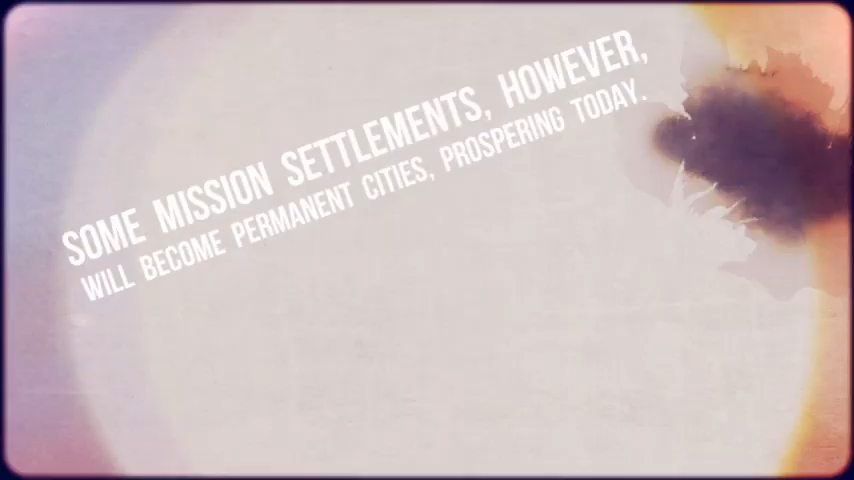 SOME MISSION SETTLEMENTS, HOWEVER,
WILL BECOME PERMANENT CITIES, PROSPERING TODAY.